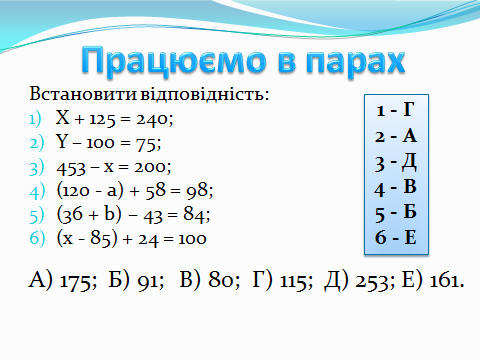 Працюємо в парах
Встановити відповідність:
1) X + 125 = 240;
2) Y – 100 = 75;
3) 453 – x = 200;
4) (120 - a) + 58 = 98;
5) (36 + b) – 43 = 84;
6) (x - 85) + 24 = 100
1 - Г
2 - А
3 - Д
4 - В
5 - Б
6 - Е
А) 175; Б) 91; В) 80; Г) 115; Д) 253; Е) 161.